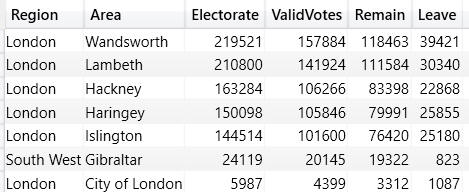 Region Area Electorate ValidVotes Remain Leave
London Wandsworth 219521 157884 118463 39421
London Lambeth 210800 141924 111584 30340
London Hackney 163284 106266 83398 22868
London Haringey 150098 105846 79991 25855
London Islington 144514 101600 76420 25180
South West Gibraltar 24119 20145 19322 823
London City of London 5987 4399 3312 1087